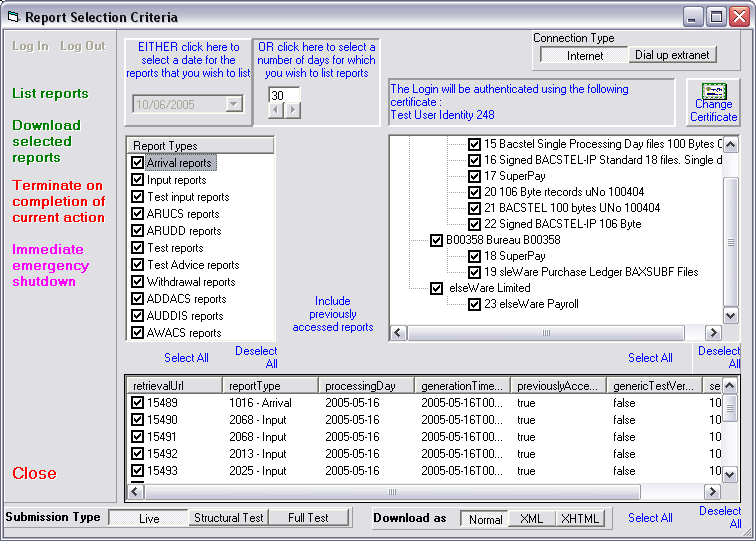 Report Selection Criteria
Log In Log Out
EITHER click here to
select a date for the
reports that you wish to list
10/06/2005
OR click here to select a
number of days for which
you wish to list reports
30
Connection Type
Internet
Dial up extranet
The Login will be authenticated using the following
certificate :
Test User Identity 248
Change
Certificate
List reports
Download
selected
reports
Terminate on
completion of
current action
Immediate
emergency
shutdown
Close
Report Types
Arrival reports
Input reports
Test input reports
ARUCS reports
ARUDD reports
Test reports
Test Advice reports
Withdrawal reports
ADDACS reports
AUDDIS reports
AWACS reports
Include
previously
accessed reports
15 Bacstel Single Processing Day files 100 Bytes
16 Signed BACSTEL-IP Standard 18 files. Single d
17 SuperPay
20 106 Byte rtecords uNo 100404
21 BACSTEL 100 bytes UNo 100404
22 Signed BACSTEL-IP 106 Byte
B00358 Bureau B00358
18 SuperPay
19 sleWare Purchase Ledger BAXSUBF Files
elseWare Limited
23 elseWare Payroll
Select All
Deselect
All
Select All
Deselect
All
retrievalUrl reportType processingDay generationTime... previouslyAcce... genericTestVer... se
15489 1016 - Arrival 2005-05-16 2005-05-16T00... true false 10
15490 2068 - Input 2005-05-16 2005-05-16T00... true false 10
15491 2068 - Input 2005-05-16 2005-05-16T00... true false 10
15492 2013 - Input 2005-05-16 2005-05-16T00... true false 10
15493 2025 - Input 2005-05-16 2005-05-16T00... true false 10
Submission Type Live Structural Test Full Test
Download as Normal XML XHTML
Select All
Deselect
All